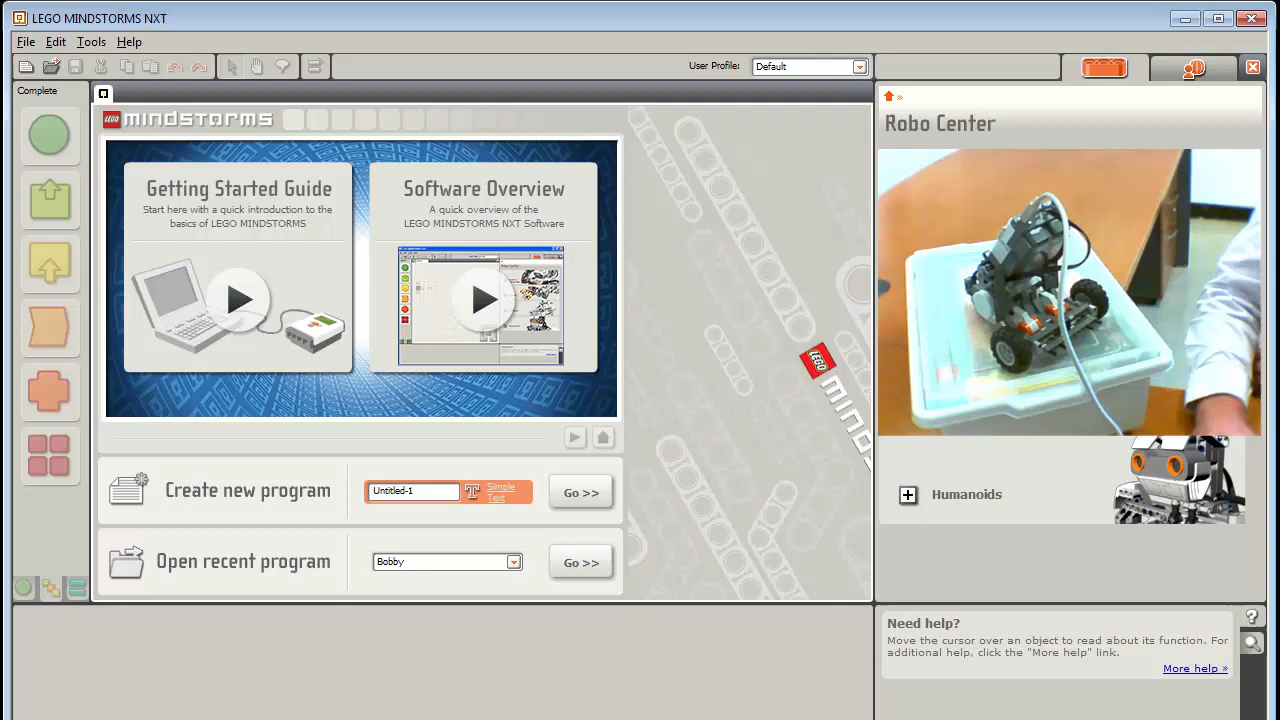 LEGO MINDSTORMS NXT
File Edit Tools Help
User Profile: Default
Complete
LEGO mindstorms
»
Robo Center
Getting Started Guide
Start here with a quick introduction to the
basics of LEGO MINDSTORMS
Software Overview
A quick overview of the
LEGO MINDSTORMS NXT Software
LEGO
Create new program
Untitled-1
Simple
Text
Go >>
Open recent program
Bobby
Go >>
Humanoids
Need help?
Move the cursor over an object to read about its function. For
additional help, click the "More help" link.
More help »